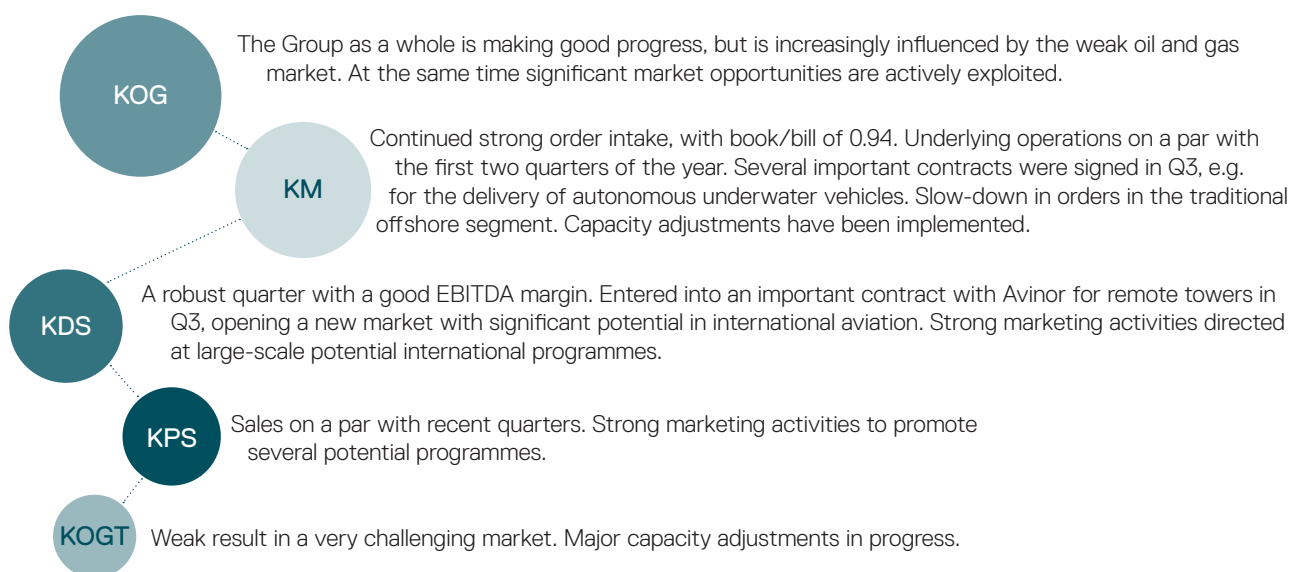 KOG
The Group as a whole is making good progress, but is increasingly influenced by the weak oil and gas
market. At the same time significant market opportunities are actively exploited.
KM
Continued strong order intake, with book/bill of 0.94. Underlying operations on a par with
the first two quarters of the year. Several important contracts were signed in Q3, e.g.
for the delivery of autonomous underwater vehicles. Slow-down in orders in the traditional
offshore segment. Capacity adjustments have been implemented.
KDS
A robust quarter with a good EBITDA margin. Entered into an important contract with Avinor for remote towers in
Q3, opening a new market with significant potential in international aviation. Strong marketing activities directed
at large-scale potential international programmes.
KPS
Sales on a par with recent quarters. Strong marketing activities to promote
several potential programmes.
KOGT
Weak result in a very challenging market. Major capacity adjustments in progress.